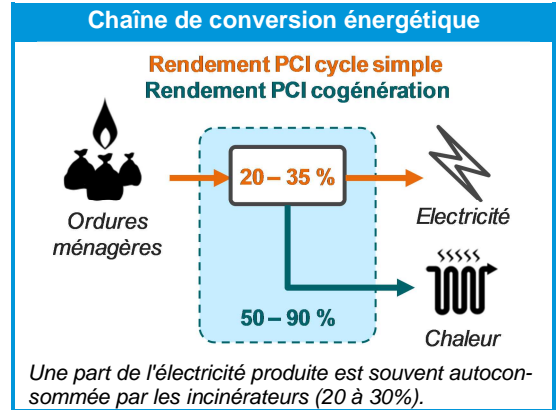 Chaîne de conversion énergétique
Rendement PCI cycle simple
Rendement PCI cogénération
20 – 35 %
Ordures
ménagères
Electricité
50 – 90 %
Chaleur
Une part de l'électricité produite est souvent autocon-
sommée par les incinérateurs (20 à 30%).